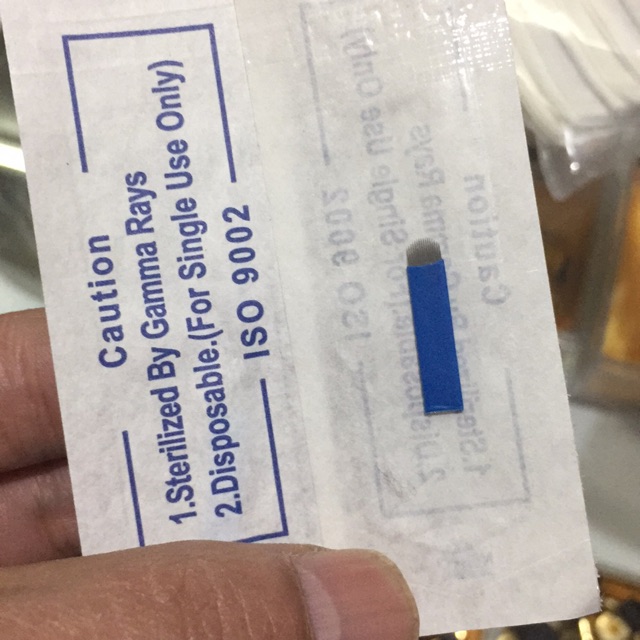 Caution
1.Sterilized By Gamma Rays
2.Disposable.(For Single Use Only)
ISO 9002